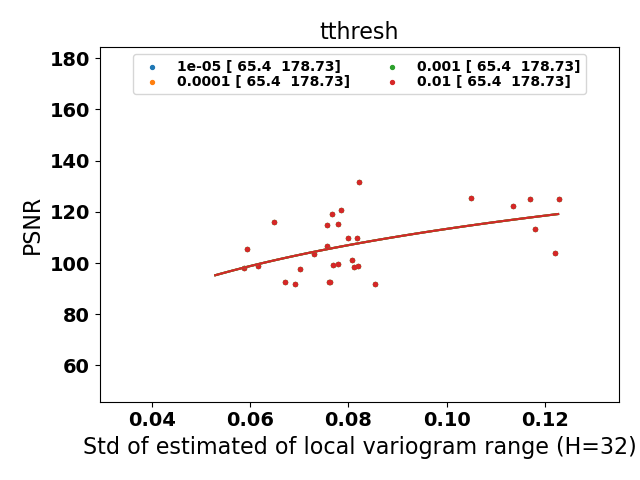 tthresh
1e-05 [ 65.4  178.73]
0.0001 [ 65.4  178.73]
0.001 [ 65.4  178.73]
0.01 [ 65.4  178.73]
180
160
140
120
100
80
60
PSNR
0.04 0.06 0.08 0.10 0.12
Std of estimated of local variogram range (H=32)